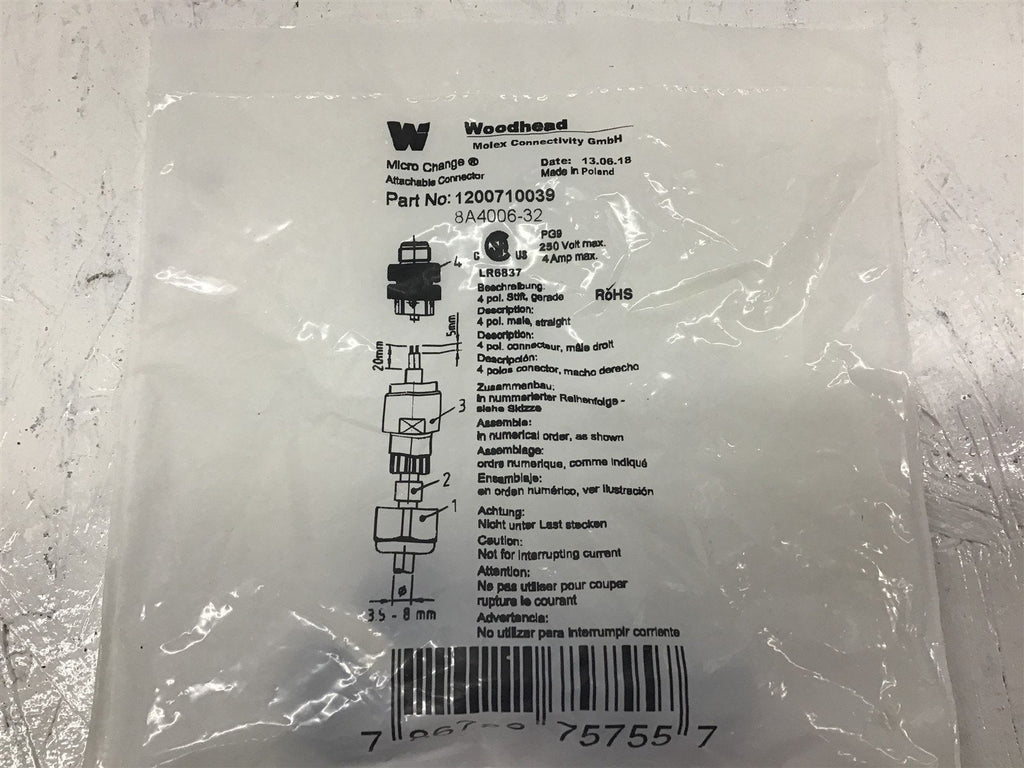 Woodhead
Molex Connectivity GmbH
Micro Change ®
Attachable Connector
Date: 13.06.18
Made in Poland
Part No: 1200710039
8A4006-32
C US
LR6837
PG9
250 Volt max.
4 Amp max.
RoHS
Beschreibung:
4 pol. Stift, gerade
Description:
4 pol. male, straight
Description:
4 pol. connecteur, mâle droit
Descripción:
4 polos conector, macho derecho
Zusammenbau:
in nummerierter Reihenfolge -
siehe Skizze
Assemble:
in numerical order, as shown
Assemblage:
ordre numerique, comme indiqué
Ensamblaje:
en orden numérico, ver ilustración
Achtung:
Nicht unter Last stecken
Caution:
Not for interrupting current
Attention:
Ne pas utiliser pour couper
rupture le courant
Advertencia:
No utilizar para interrumpir corriente
4
5mm
20mm
3
2
1
ø
3.5 - 8 mm
7 75755 7